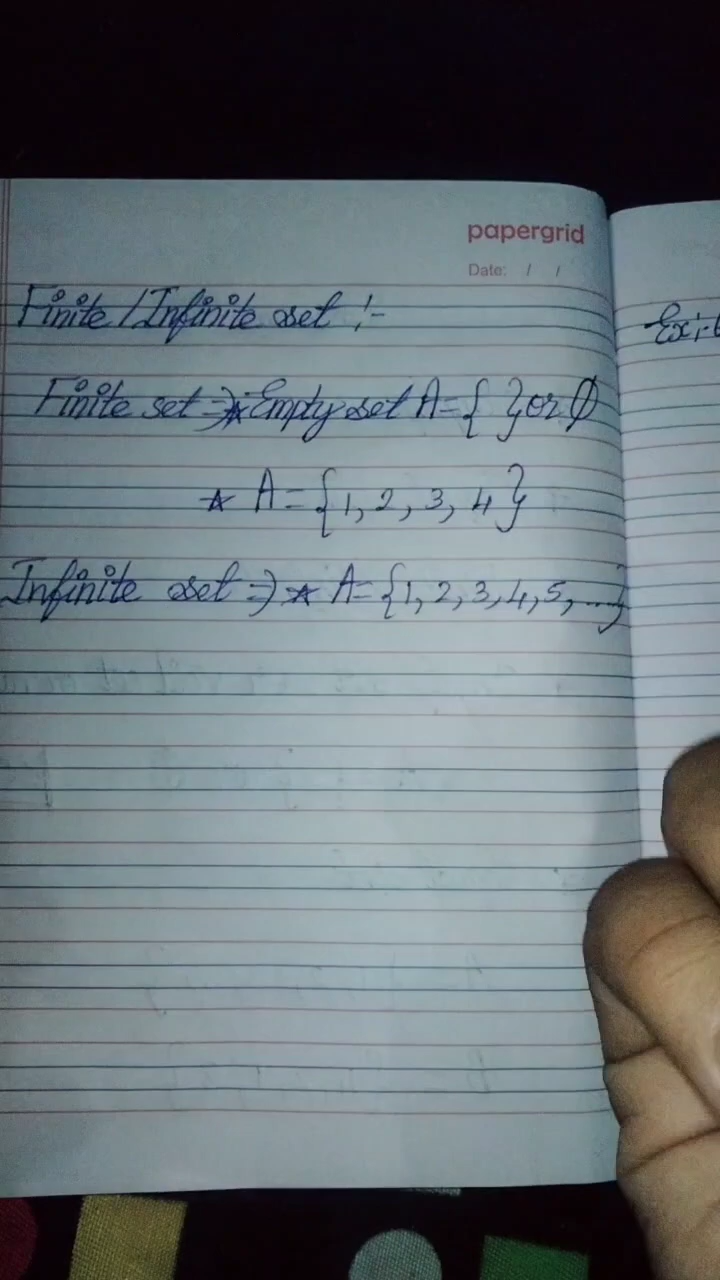 papergrid
Date: / /
Finite/Infinite set :-
Finite set => * Empty set A = { } or Ø
* A = {1, 2, 3, 4}
Infinite set => * A = {1, 2, 3, 4, 5, ....}